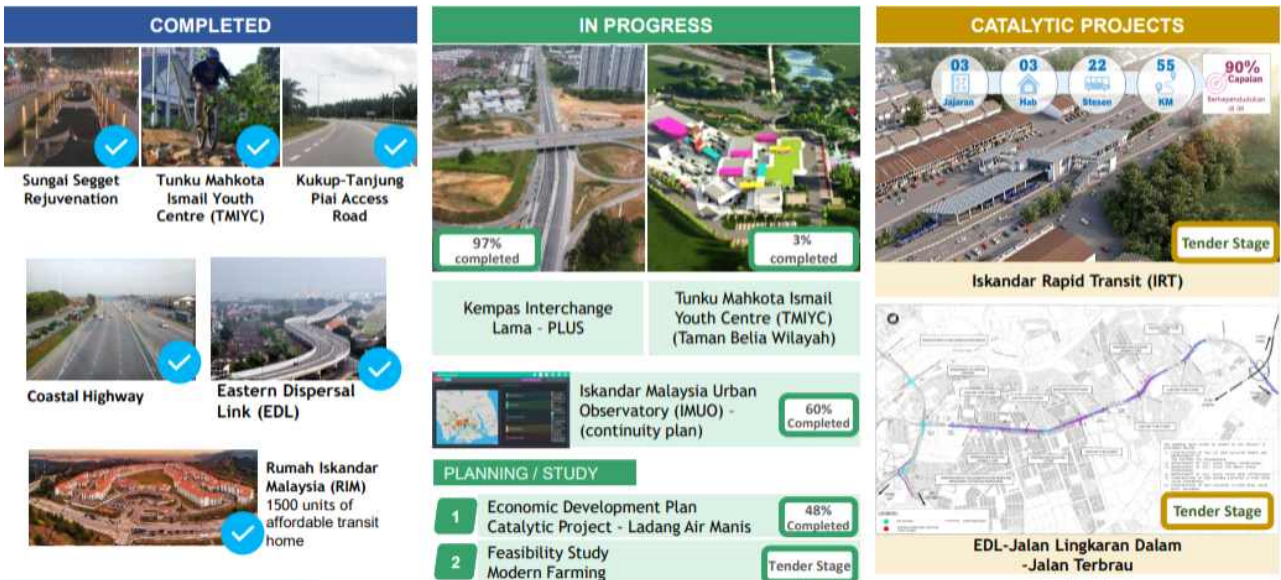 COMPLETED
Sungai Segget
Rejuvenation
Tunku Mahkota
Ismail Youth
Centre (TMIYC)
Kukup-Tanjung
Piai Access
Road
Coastal Highway
Eastern Dispersal
Link (EDL)
Rumah Iskandar
Malaysia (RIM)
1500 units of
affordable transit
home
IN PROGRESS
97%
completed
3%
completed
Kempas Interchange
Lama - PLUS
Tunku Mahkota Ismail
Youth Centre (TMIYC)
(Taman Belia Wilayah)
Iskandar Malaysia Urban
Observatory (IMUO) -
(continuity plan)
60%
Completed
PLANNING / STUDY
1
Economic Development Plan
Catalytic Project - Ladang Air Manis
48%
Completed
2
Feasibility Study
Modern Farming
Tender Stage
CATALYTIC PROJECTS
03
Jajaran
03
Hab
22
Stesen
55
KM
90%
Capaian
Tender Stage
Iskandar Rapid Transit (IRT)
Tender Stage
EDL-Jalan Lingkaran Dalam
-Jalan Terbrau